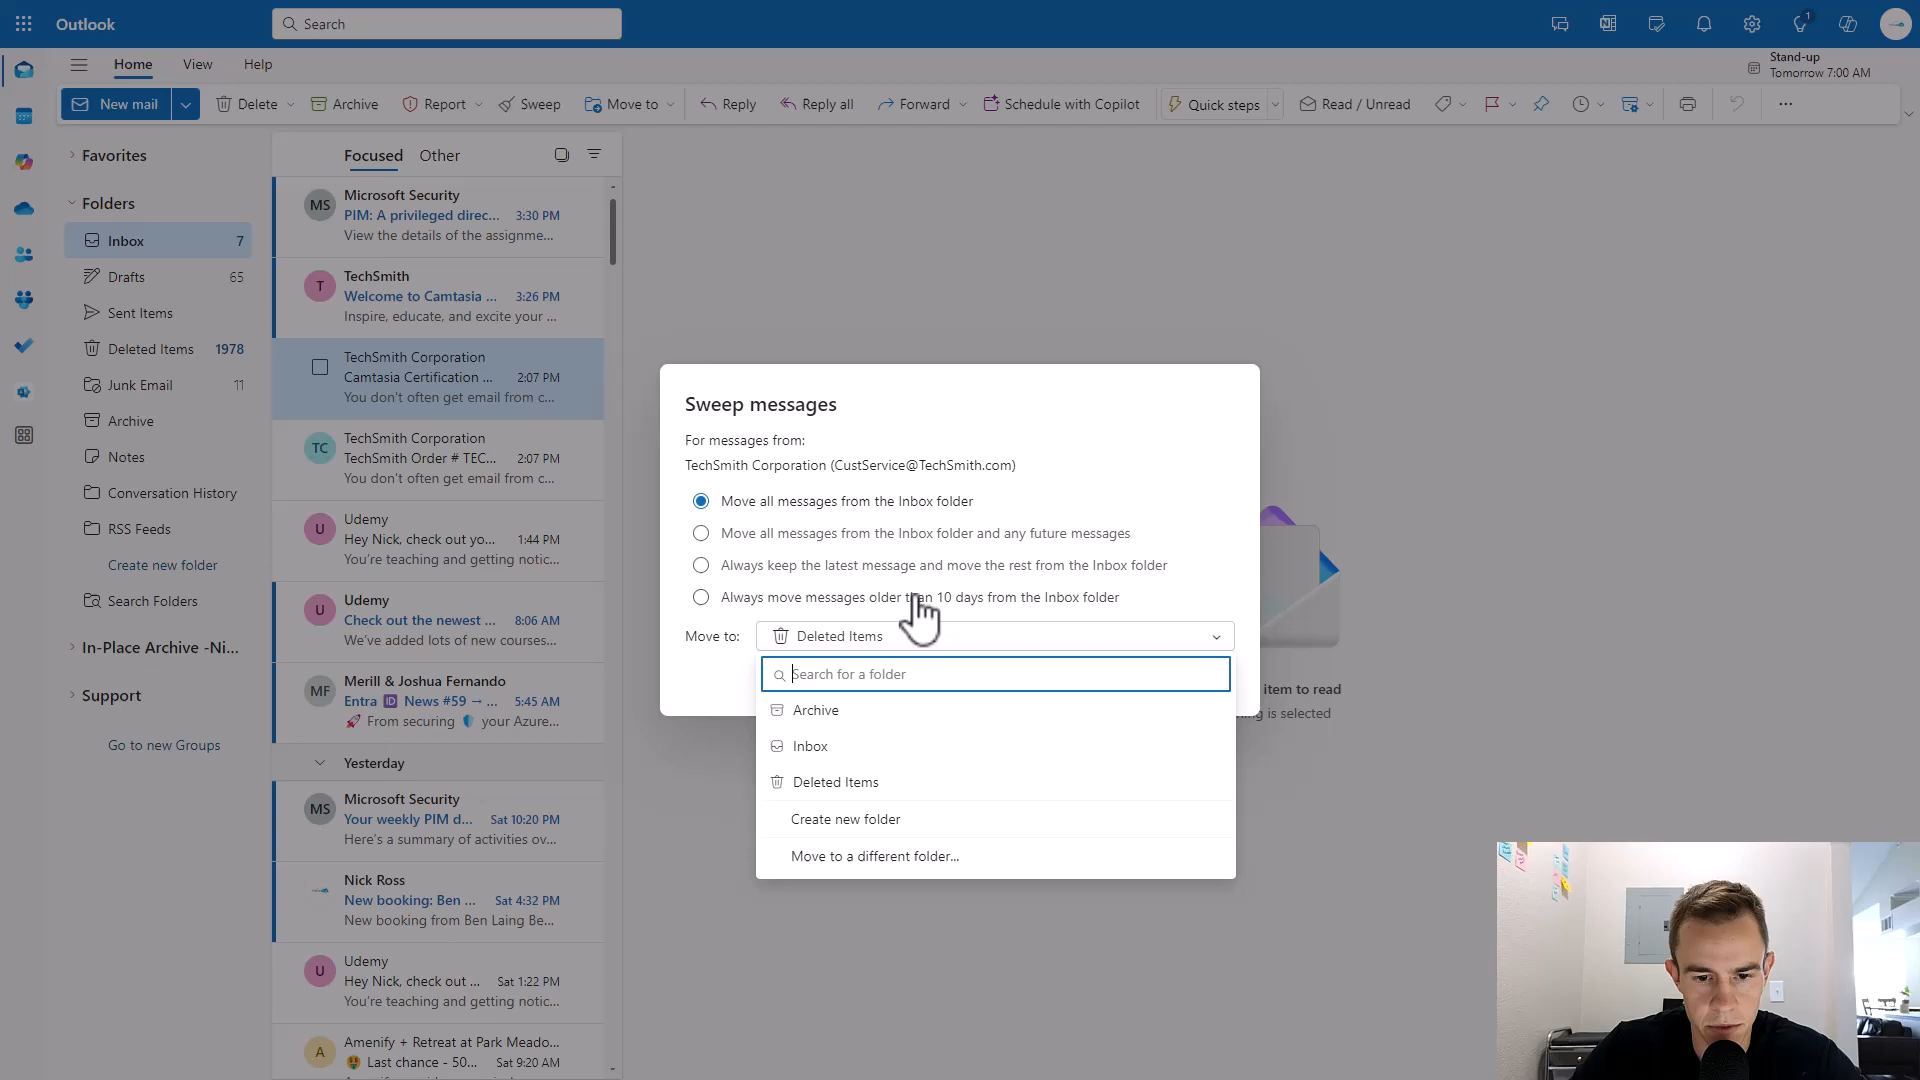 Outlook
Search
1
Home
View
Help
Stand-up
Tomorrow 7:00 AM
New mail
Delete
Archive
Report
Sweep
Move to
Reply
Reply all
Forward
Schedule with Copilot
Quick steps
Read / Unread
Favorites
Folders
Inbox 7
Drafts 65
Sent Items
Deleted Items 1978
Junk Email 11
Archive
Notes
Conversation History
RSS Feeds
Create new folder
Search Folders
In-Place Archive -Ni...
Support
Go to new Groups
Focused Other
MS
Microsoft Security
PIM: A privileged direc... 3:30 PM
View the details of the assignme...
T
TechSmith
Welcome to Camtasia ... 3:26 PM
Inspire, educate, and excite your ...
TechSmith Corporation
Camtasia Certification ... 2:07 PM
You don't often get email from c...
TC
TechSmith Corporation
TechSmith Order # TEC... 2:07 PM
You don't often get email from c...
U
Udemy
Hey Nick, check out yo... 1:44 PM
You're teaching and getting notic...
U
Udemy
Check out the newest ... 8:06 AM
We've added lots of new courses...
MF
Merill & Joshua Fernando
Entra 🆔 News #59 → ... 5:45 AM
🚀 From securing 🛡️ your Azure...
Yesterday
MS
Microsoft Security
Your weekly PIM d... Sat 10:20 PM
Here's a summary of activities ov...
Nick Ross
New booking: Ben ... Sat 4:32 PM
New booking from Ben Laing Be...
U
Udemy
Hey Nick, check out ... Sat 1:22 PM
You're teaching and getting notic...
A
Amenify + Retreat at Park Meado...
🤑 Last chance - 50... Sat 9:20 AM
Sweep messages
For messages from:
TechSmith Corporation (CustService@TechSmith.com)
Move all messages from the Inbox folder
Move all messages from the Inbox folder and any future messages
Always keep the latest message and move the rest from the Inbox folder
Always move messages older than 10 days from the Inbox folder
Move to: Deleted Items
Search for a folder
Archive
Inbox
Deleted Items
Create new folder
Move to a different folder...
item to read
is selected